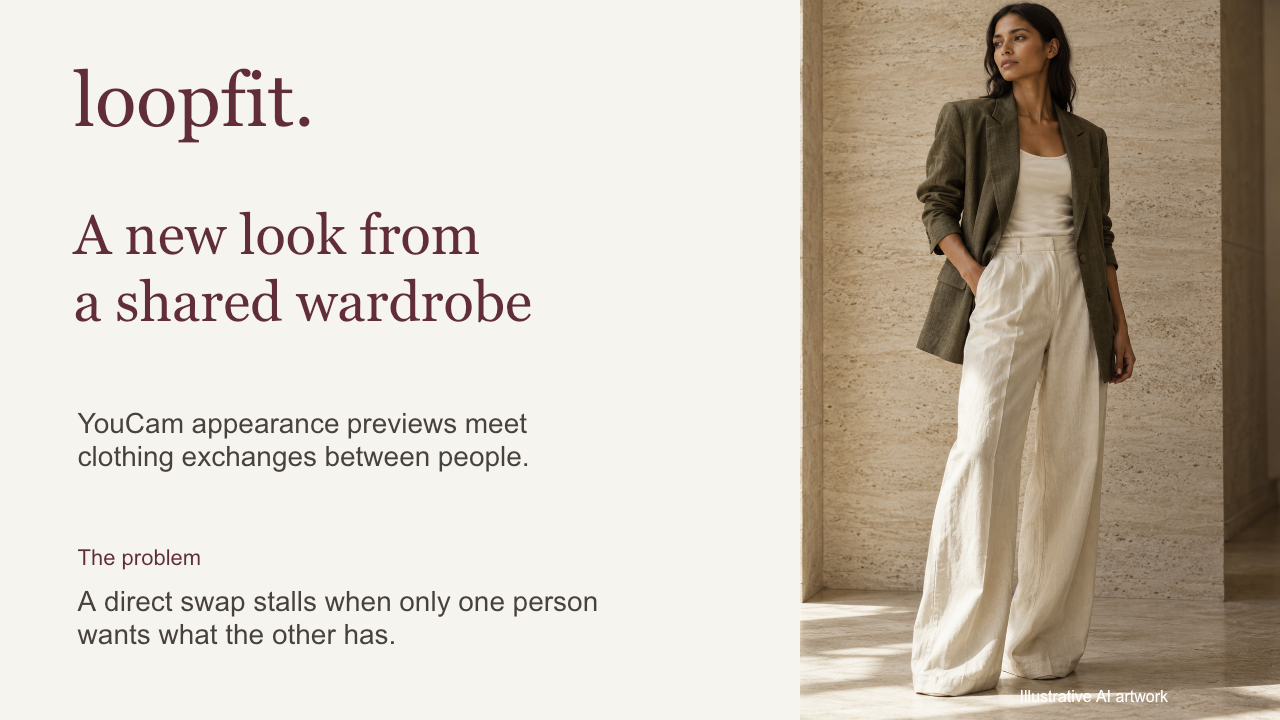 loopfit.
A new look from
a shared wardrobe
YouCam appearance previews meet
clothing exchanges between people.
The problem
A direct swap stalls when only one person
wants what the other has.
Illustrative AI artwork